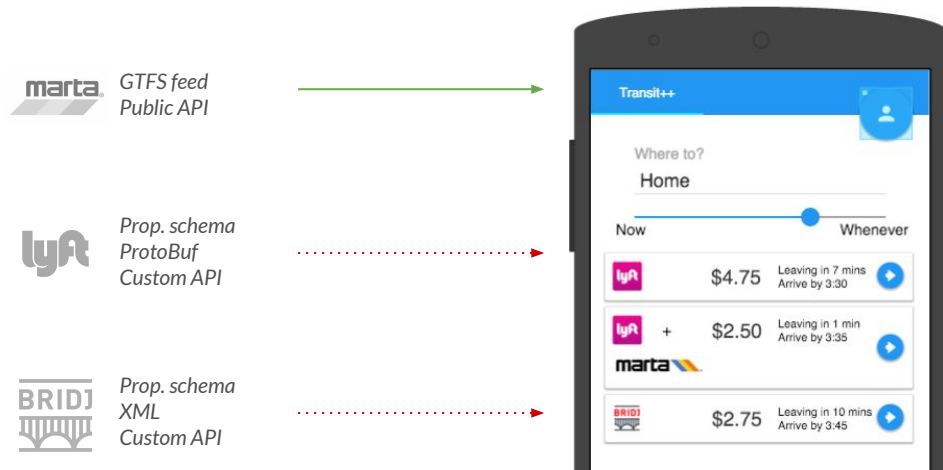 marta
GTFS feed
Public API
lyft
Prop. schema
ProtoBuf
Custom API
BRIDJ
Prop. schema
XML
Custom API
Transit++
Where to?
Home
Now
Whenever
lyft
$4.75
Leaving in 7 mins
Arrive by 3:30
lyft
+
marta
$2.50
Leaving in 1 min
Arrive by 3:35
BRIDJ
$2.75
Leaving in 10 mins
Arrive by 3:45